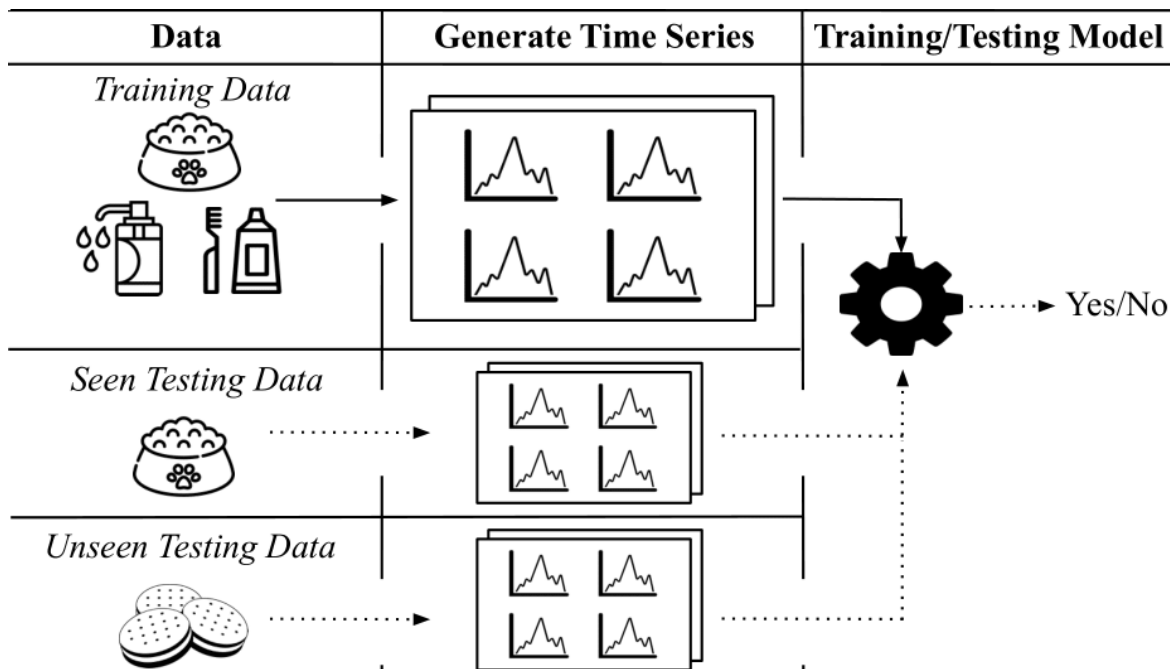 Data
Generate Time Series
Training/Testing Model
Training Data
Yes/No
Seen Testing Data
Unseen Testing Data